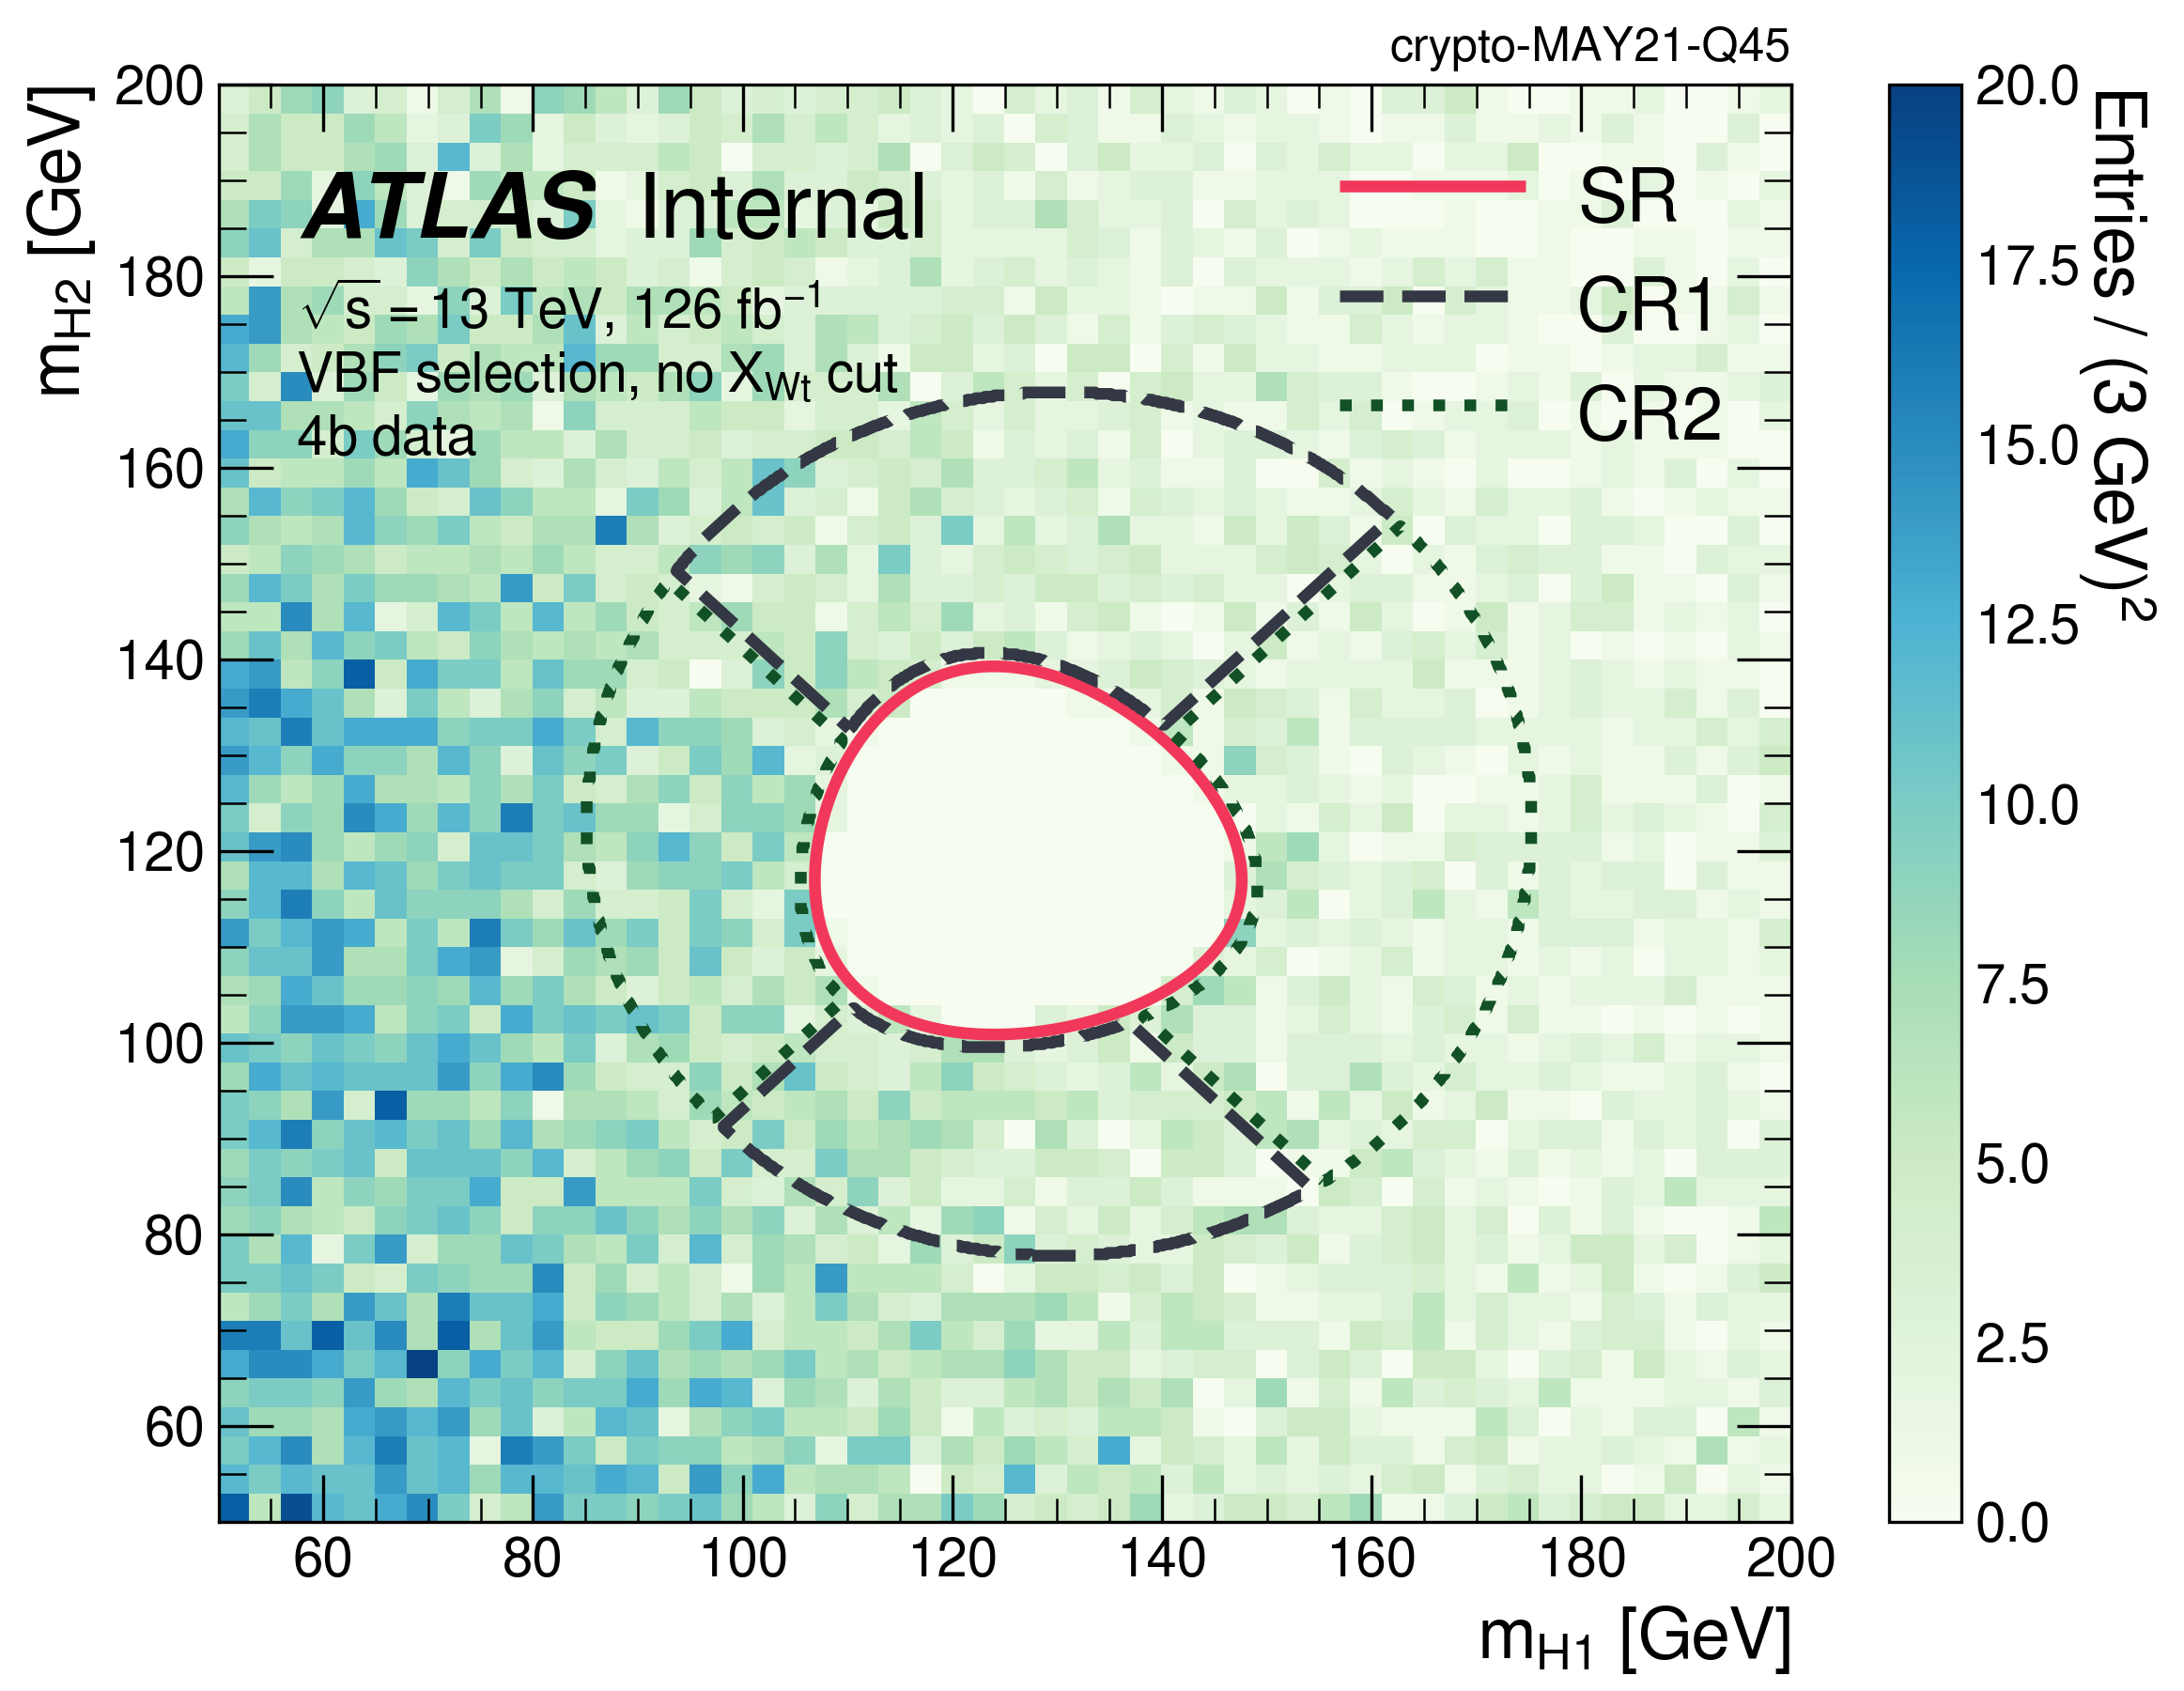 crypto-MAY21-Q45
ATLAS Internal
√s = 13 TeV, 126 fb⁻¹
VBF selection, no X_Wt cut
4b data
SR
CR1
CR2
m_H2 [GeV]
200
180
160
140
120
100
80
60
60 80 100 120 140 160 180 200
m_H1 [GeV]
20.0
17.5
15.0
12.5
10.0
7.5
5.0
2.5
0.0
Entries / (3 GeV)²